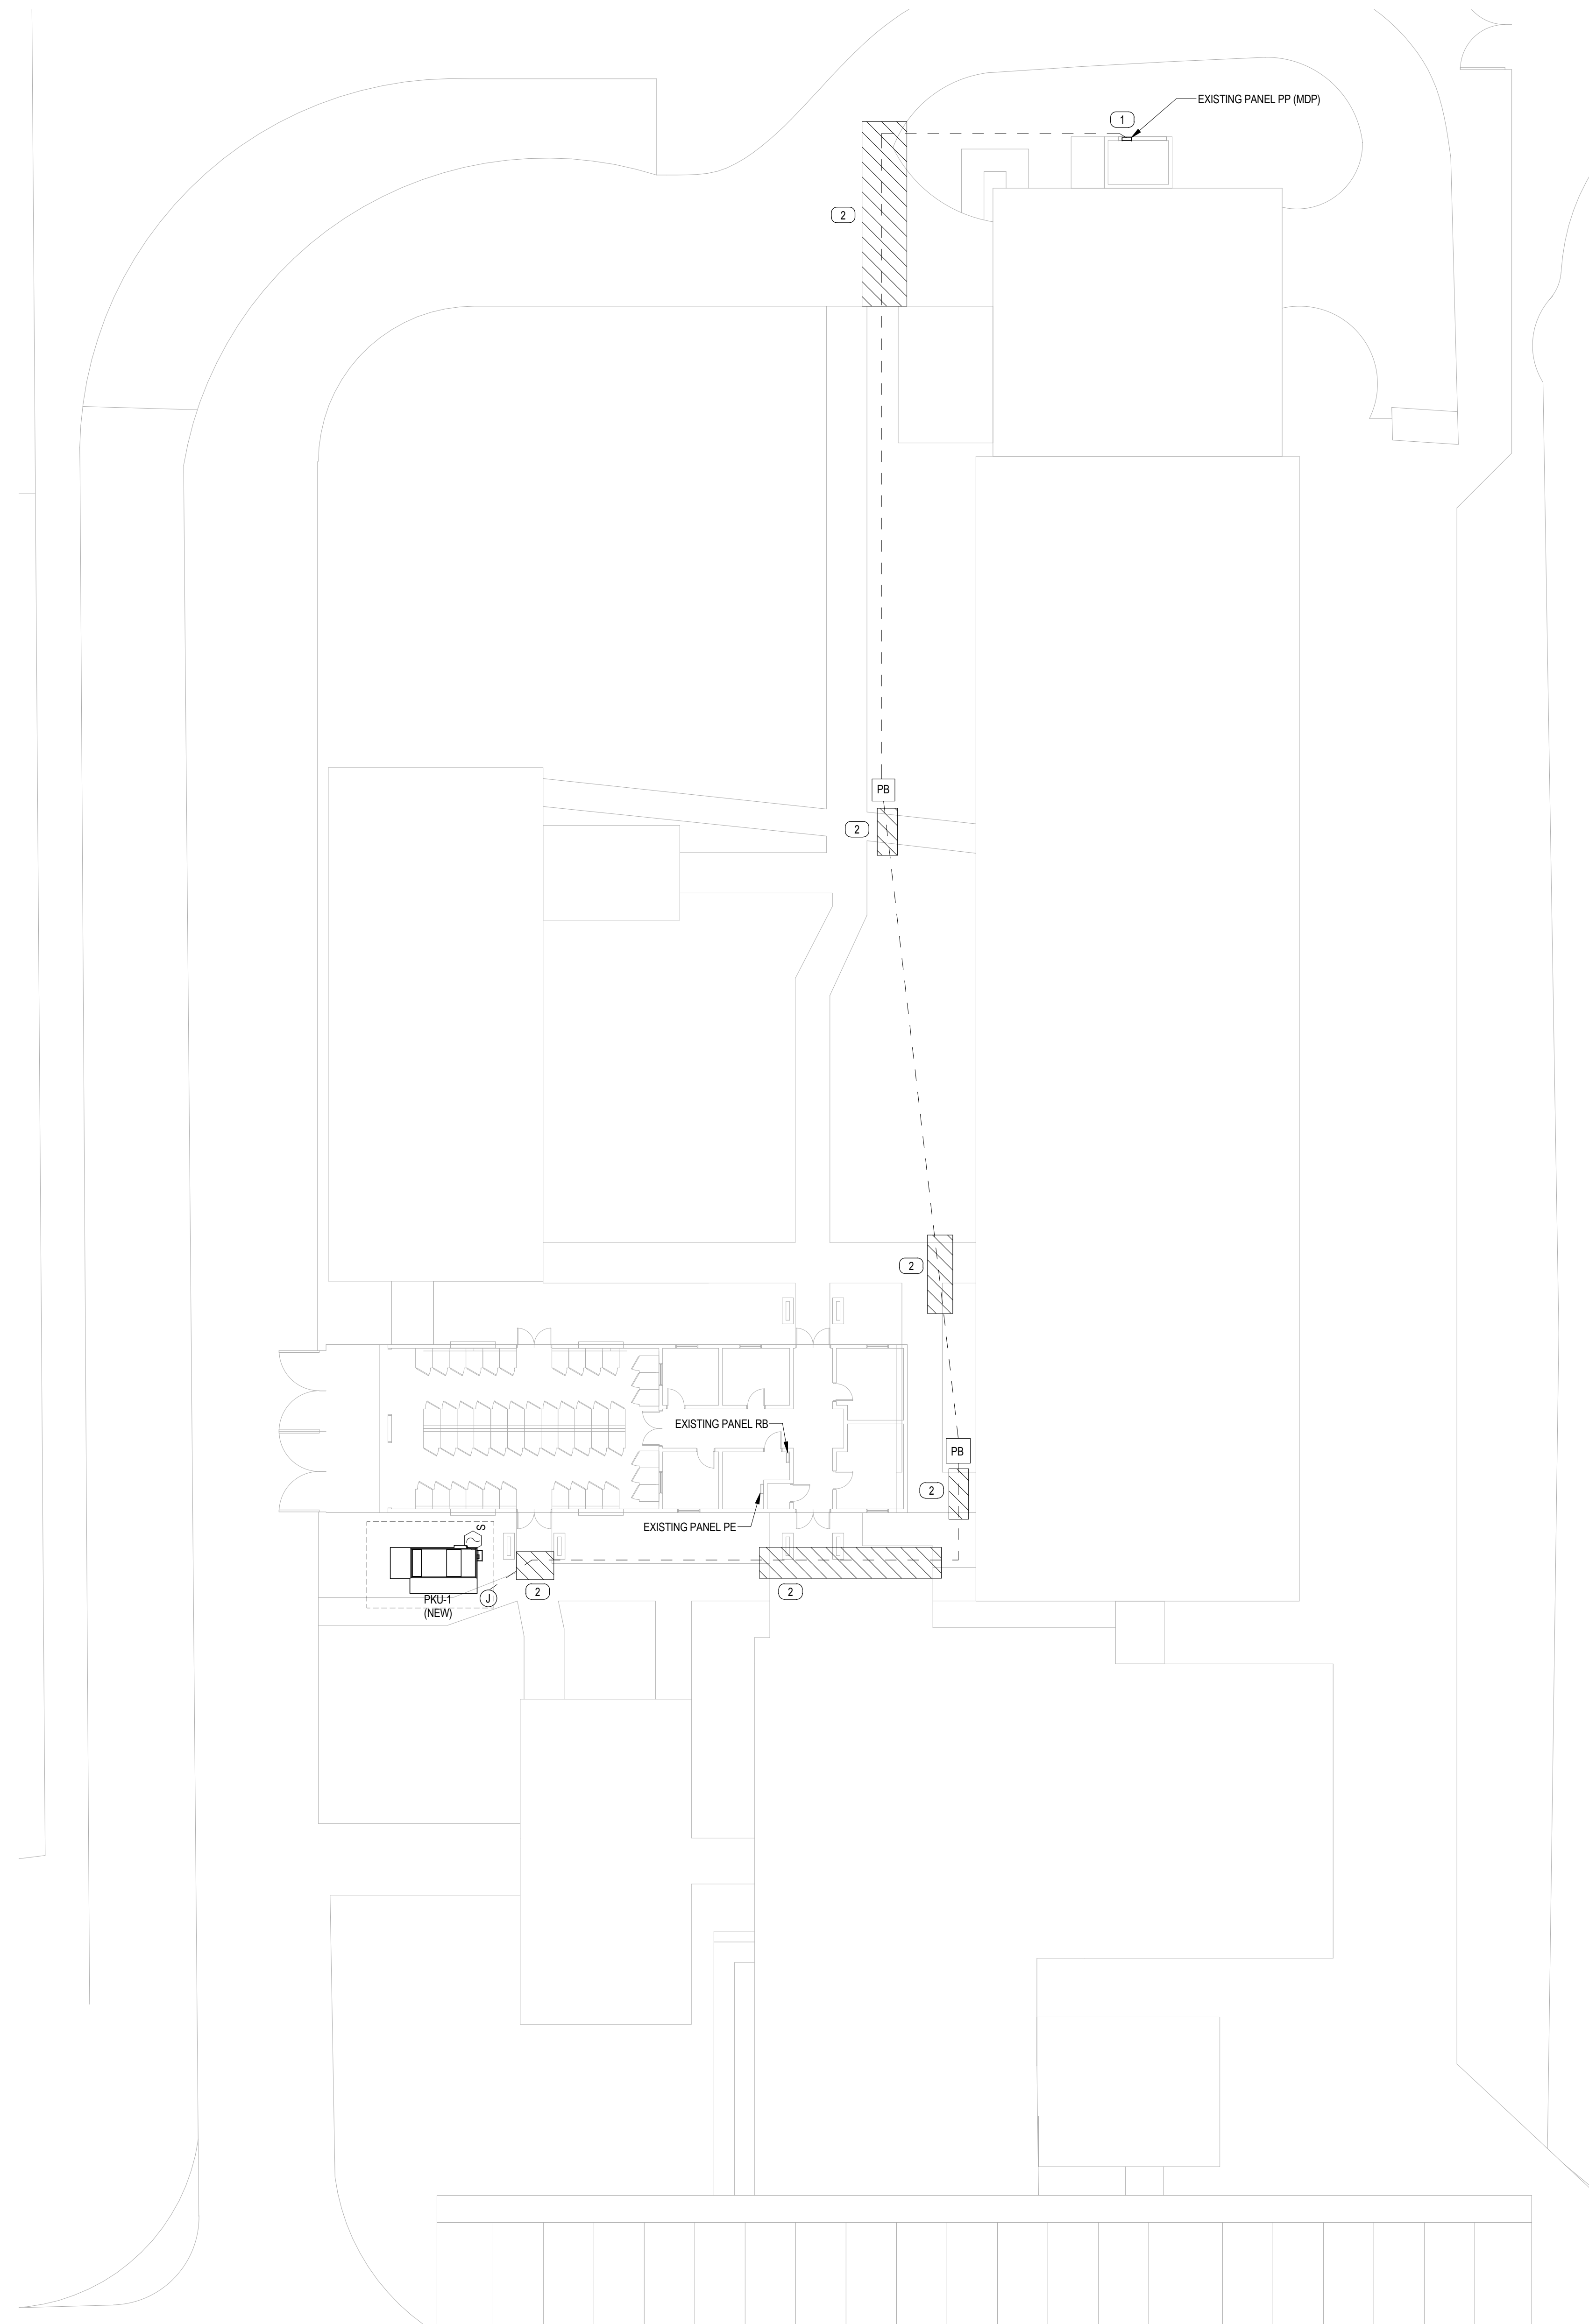 EXISTING PANEL PP (MDP)
1
2
PB
2
2
EXISTING PANEL RB
PB
2
EXISTING PANEL PE
S
2
2
J
PKU-1
(NEW)